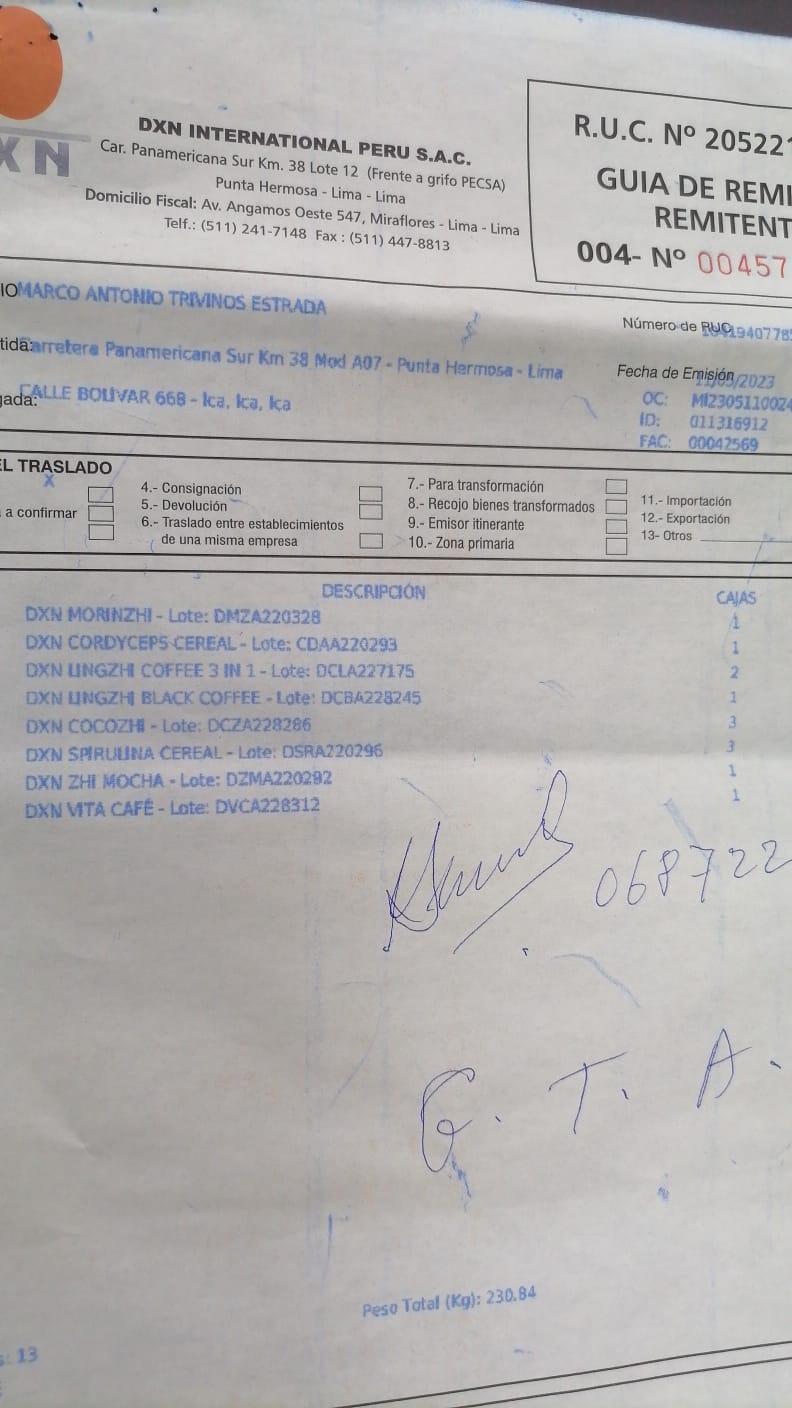 XN
DXN INTERNATIONAL PERU S.A.C.
Car. Panamericana Sur Km. 38 Lote 12 (Frente a grifo PECSA)
Punta Hermosa - Lima - Lima
Domicilio Fiscal: Av. Angamos Oeste 547, Miraflores - Lima - Lima
Telf.: (511) 241-7148 Fax : (511) 447-8813
R.U.C. Nº 205221
GUIA DE REMI
REMITENT
004- Nº 00457
IO MARCO ANTONIO TRIVINOS ESTRADA
Número de RUC
tida: Carretera Panamericana Sur Km 38 Mod A07 - Punta Hermosa - Lima
Fecha de Emisión /2023
gada: CALLE BOLIVAR 668 - Ica, Ica, Ica
OC: MI2305110024
ID: 011316912
FAC: 00042569
EL TRASLADO
X
a confirmar
4.- Consignación
5.- Devolución
6.- Traslado entre establecimientos
de una misma empresa
7.- Para transformación
8.- Recojo bienes transformados
9.- Emisor itinerante
10.- Zona primaria
11.- Importación
12.- Exportación
13- Otros
DESCRIPCIÓN CAJAS
DXN MORINZHI - Lote: DMZA220328 1
DXN CORDYCEPS CEREAL - Lote: CDAA220293 1
DXN LINGZHI COFFEE 3 IN 1 - Lote: DCLA227175 2
DXN LINGZHI BLACK COFFEE - Lote: DCBA228245 1
DXN COCOZHI - Lote: DCZA228286 3
DXN SPIRULINA CEREAL - Lote: DSRA220296 3
DXN ZHI MOCHA - Lote: DZMA220292 1
DXN VITA CAFÉ - Lote: DVCA228312 1
068722
G. T. A.
Peso Total (Kg): 230.84
s: 13